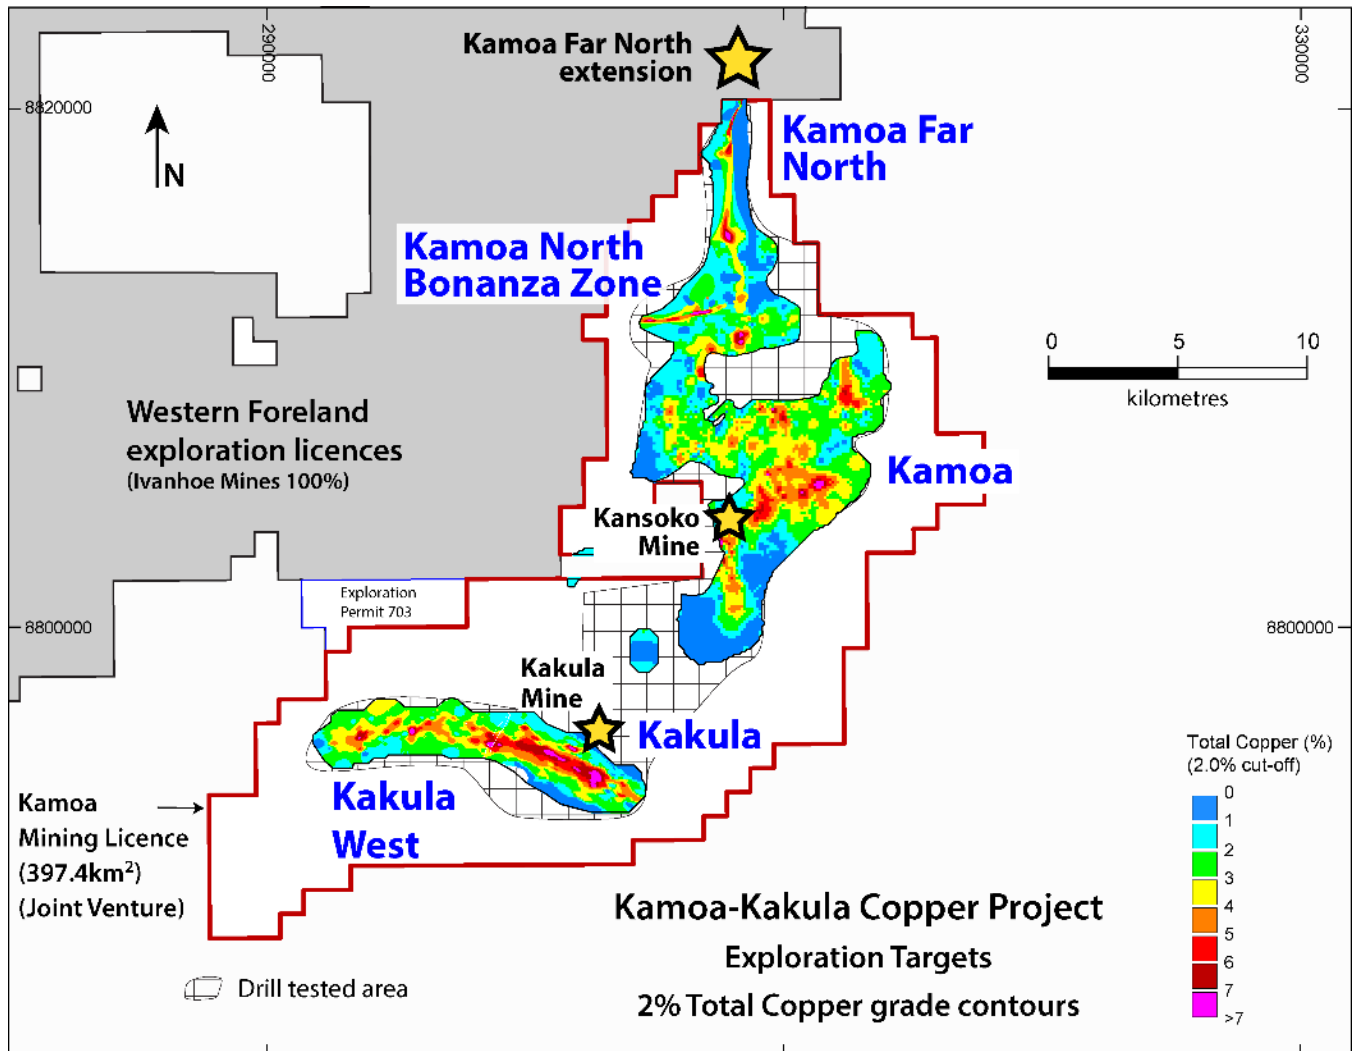 Kamoa Far North
extension
290000
330000
8820000
N
Kamoa Far
North
Kamoa North
Bonanza Zone
0 5 10
kilometres
Western Foreland
exploration licences
(Ivanhoe Mines 100%)
Kamoa
Kansoko
Mine
Exploration
Permit 703
8800000
8800000
Kakula
Mine
Kakula
Kakula
West
Total Copper (%)
(2.0% cut-off)
0
1
2
3
4
5
6
7
>7
Kamoa
Mining Licence
(397.4km²)
(Joint Venture)
Kamoa-Kakula Copper Project
Exploration Targets
2% Total Copper grade contours
Drill tested area